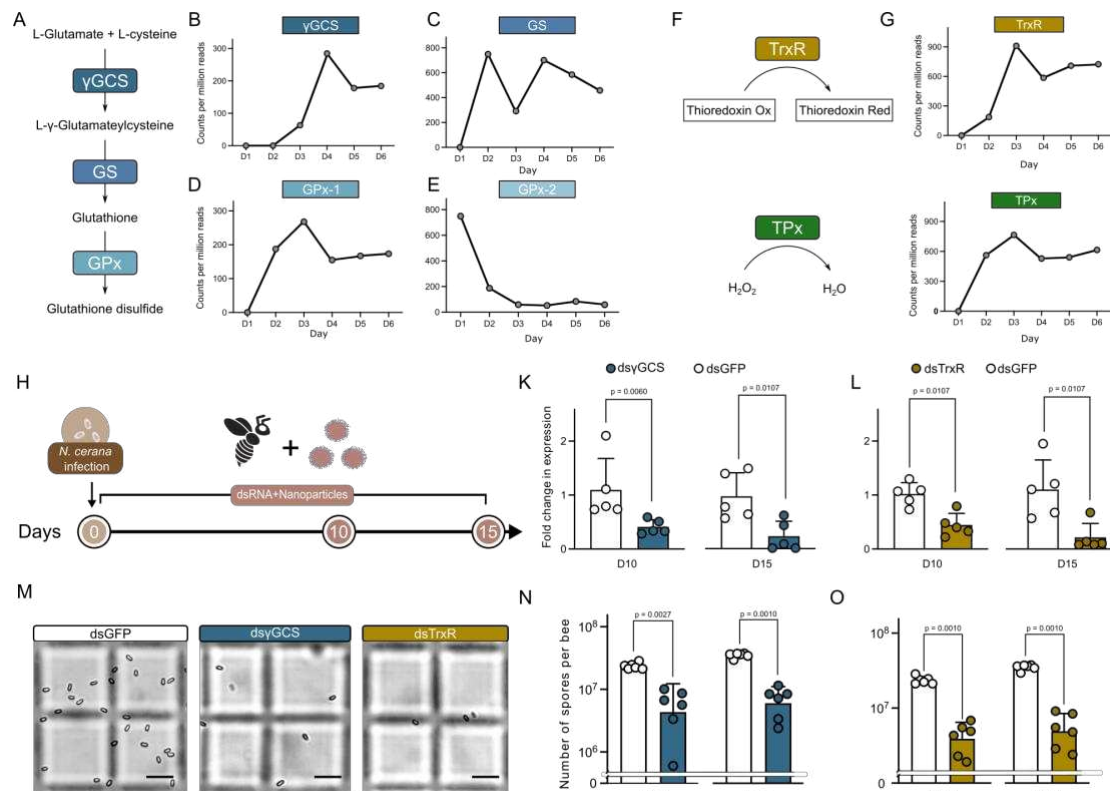 A
L-Glutamate + L-cysteine
γGCS
L-γ-Glutamateylcysteine
GS
Glutathione
GPx
Glutathione disulfide
B
γGCS
Counts per million reads
300
200
100
0
D1 D2 D3 D4 D5 D6
Day
C
GS
800
600
400
200
0
D1 D2 D3 D4 D5 D6
Day
D
GPx-1
Counts per million reads
300
200
100
0
D1 D2 D3 D4 D5 D6
Day
E
GPx-2
800
600
400
200
0
D1 D2 D3 D4 D5 D6
Day
F
TrxR
Thioredoxin Ox
Thioredoxin Red
TPx
H₂O₂
H₂O
G
TrxR
Counts per million reads
900
600
300
0
D1 D2 D3 D4 D5 D6
Day
TPx
Counts per million reads
900
600
300
0
D1 D2 D3 D4 D5 D6
Day
H
N. cerana
infection
+
dsRNA+Nanoparticles
Days
0
10
15
K
dsγGCS
dsGFP
p = 0.0060
p = 0.0107
Fold change in expression
2
1
0
D10
D15
L
dsTrxR
dsGFP
p = 0.0107
p = 0.0107
2
1
0
D10
D15
M
dsGFP
dsγGCS
dsTrxR
N
p = 0.0027
p = 0.0010
Number of spores per bee
10⁸
10⁷
10⁶
0
O
p = 0.0010
p = 0.0010
10⁸
10⁷
0